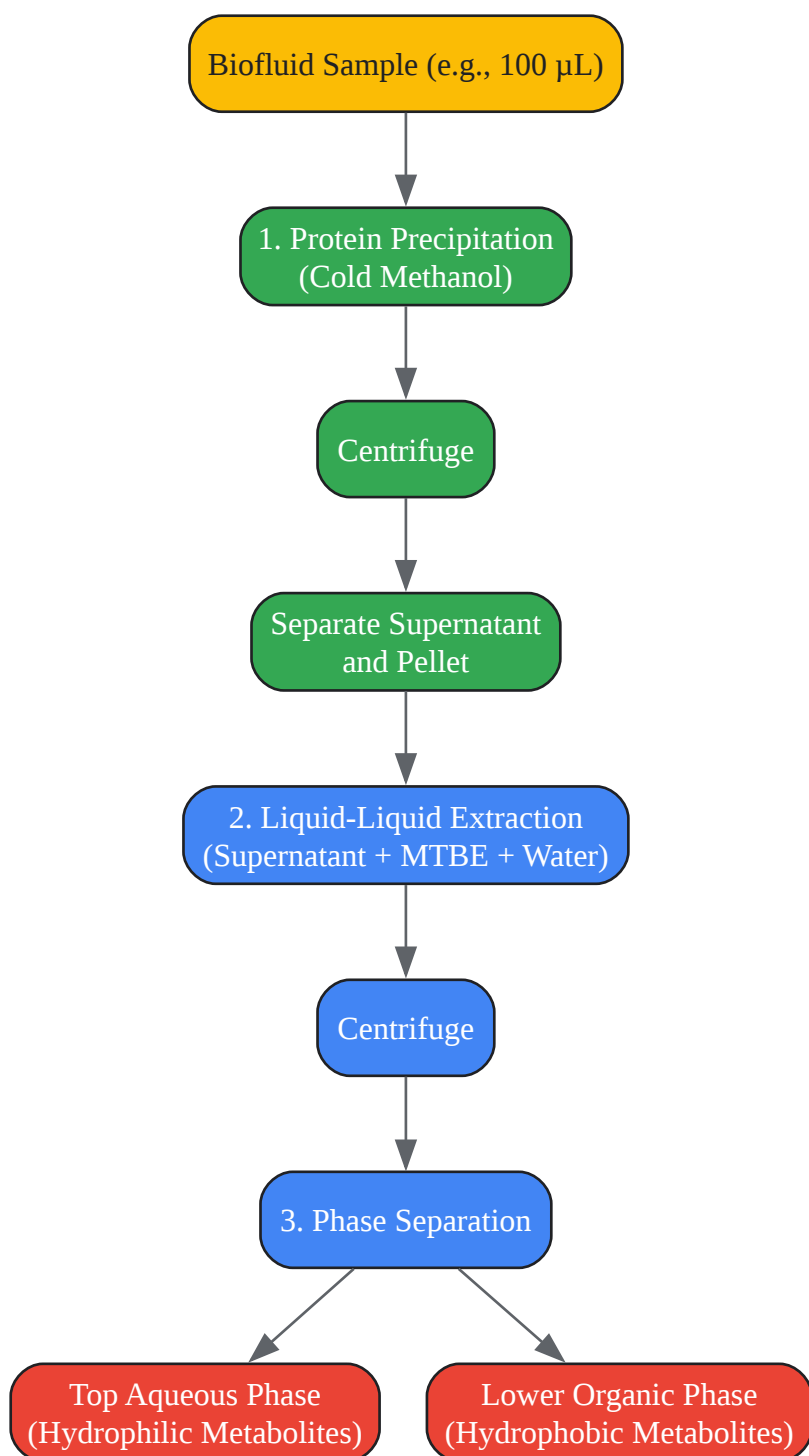 Biofluid Sample (e.g., 100 µL)
1. Protein Precipitation
(Cold Methanol)
Centrifuge
Separate Supernatant
and Pellet
2. Liquid-Liquid Extraction
(Supernatant + MTBE + Water)
Centrifuge
3. Phase Separation
Top Aqueous Phase
(Hydrophilic Metabolites)
Lower Organic Phase
(Hydrophobic Metabolites)